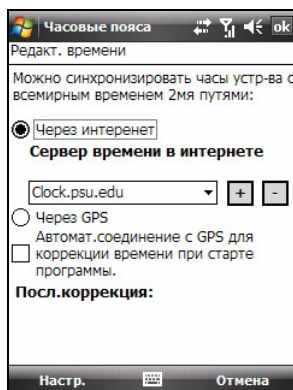 Часовые пояса ok
Редакт. времени
Можно синхронизировать часы устр-ва с
всемирным временем 2мя путями:
Через интеренет
Сервер времени в интернете
Clock.psu.edu + -
Через GPS
Автомат.соединение с GPS для
коррекции времени при старте
программы.
Посл.коррекция:
Настр. Отмена